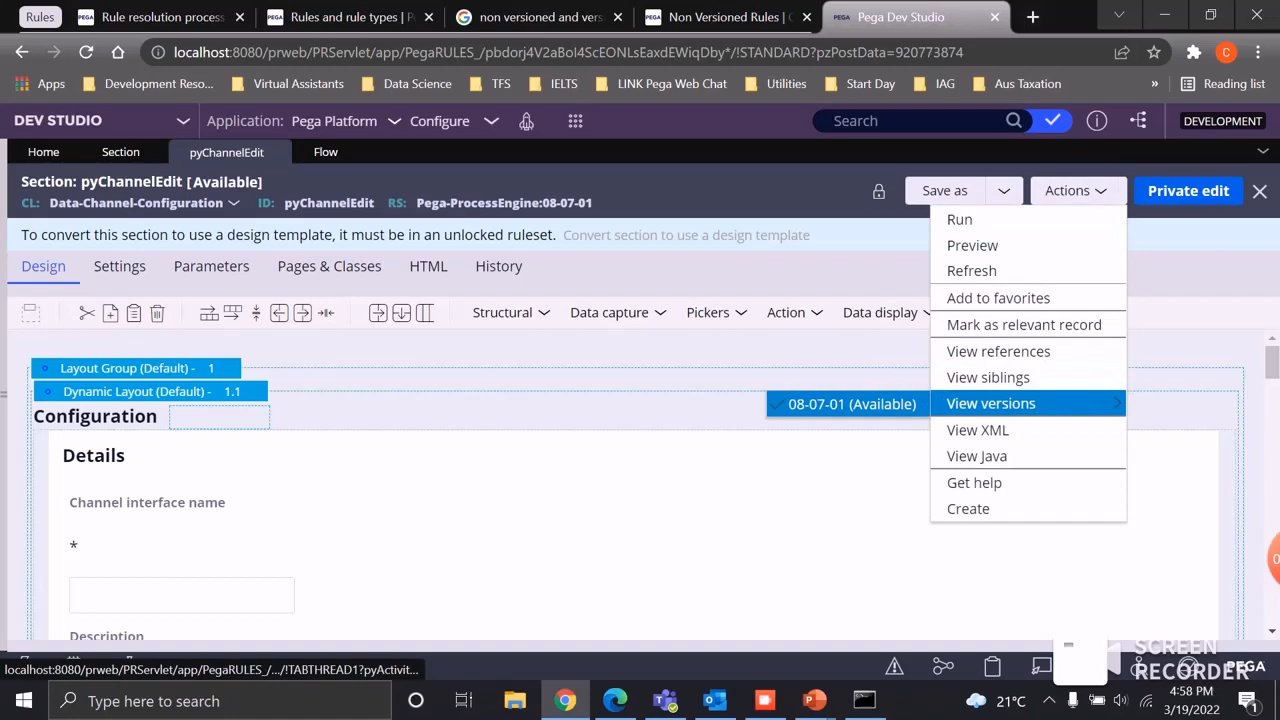 Rules
Rule resolution process
Rules and rule types | P
non versioned and vers
Non Versioned Rules | C
Pega Dev Studio
localhost:8080/prweb/PRServlet/app/PegaRULES_/pbdorj4V2aBoI4ScEONLsEaxdEWiqDby*/!STANDARD?pzPostData=920773874
C
Apps
Development Reso...
Virtual Assistants
Data Science
TFS
IELTS
LINK Pega Web Chat
Utilities
Start Day
IAG
Aus Taxation
»
Reading list
DEV STUDIO
Application: Pega Platform
Configure
Search
DEVELOPMENT
Home
Section
pyChannelEdit
Flow
Section: pyChannelEdit [Available]
CL: Data-Channel-Configuration
ID: pyChannelEdit
RS: Pega-ProcessEngine:08-07-01
Save as
Actions
Private edit
To convert this section to use a design template, it must be in an unlocked ruleset. Convert section to use a design template
Design
Settings
Parameters
Pages & Classes
HTML
History
Structural
Data capture
Pickers
Action
Data display
Run
Preview
Refresh
Add to favorites
Mark as relevant record
View references
View siblings
View versions
08-07-01 (Available)
View XML
View Java
Get help
Create
Layout Group (Default) - 1
Dynamic Layout (Default) - 1.1
Configuration
Details
Channel interface name
*
Description
localhost:8080/prweb/PRServlet/app/PegaRULES_/.../!TABTHREAD1?pyActivit...
SCREEN
RECORDER
PEGA
Type here to search
21°C
4:58 PM
3/19/2022
1